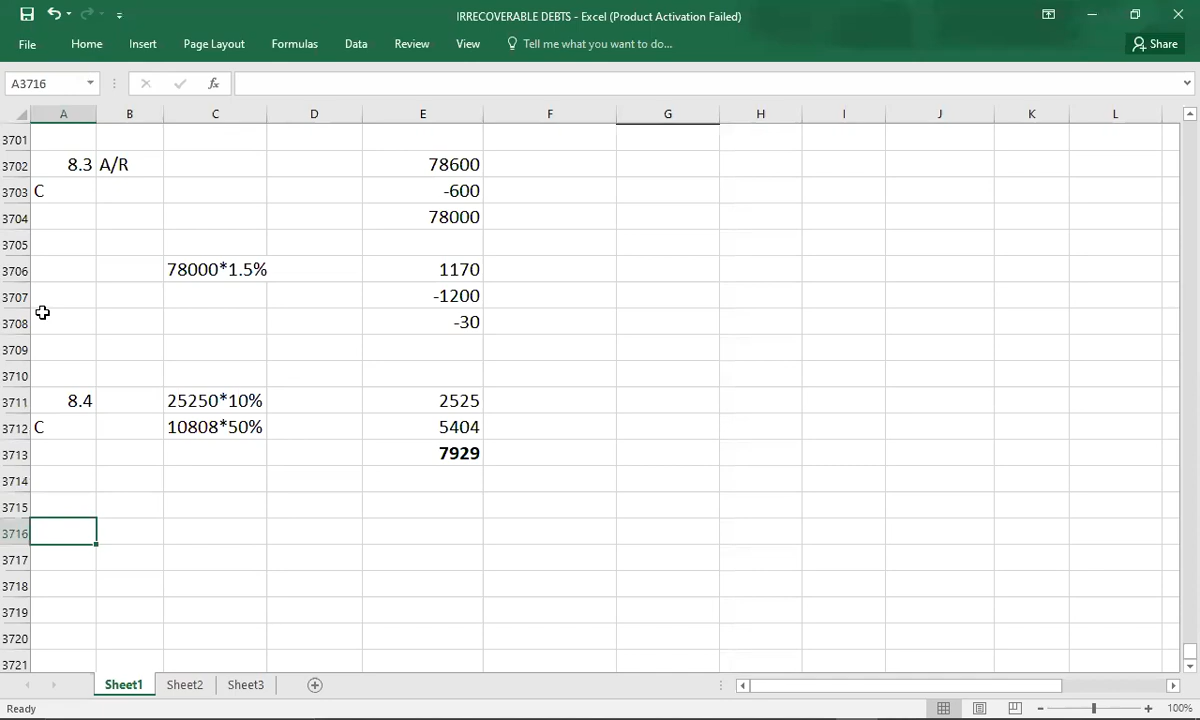 IRRECOVERABLE DEBTS - Excel (Product Activation Failed)
File Home Insert Page Layout Formulas Data Review View Tell me what you want to do... Share
A3716 fx
A B C D E F G H I J K L
3701
3702 8.3 A/R 78600
3703 C -600
3704 78000
3705
3706 78000*1.5% 1170
3707 -1200
3708 -30
3709
3710
3711 8.4 25250*10% 2525
3712 C 10808*50% 5404
3713 7929
3714
3715
3716
3717
3718
3719
3720
3721
Sheet1 Sheet2 Sheet3
Ready 100%